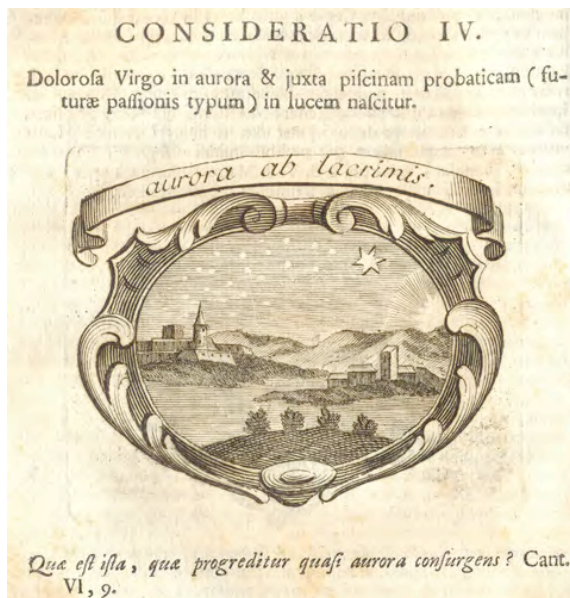 CONSIDERATIO IV.
Doloroſa Virgo in aurora & juxta piſcinam probaticam ( fu-
turæ paſſionis typum ) in lucem naſcitur.
aurora ab lacrimis.
Quæ eſt iſta, quæ progreditur quaſi aurora conſurgens? Cant.
VI, 9.